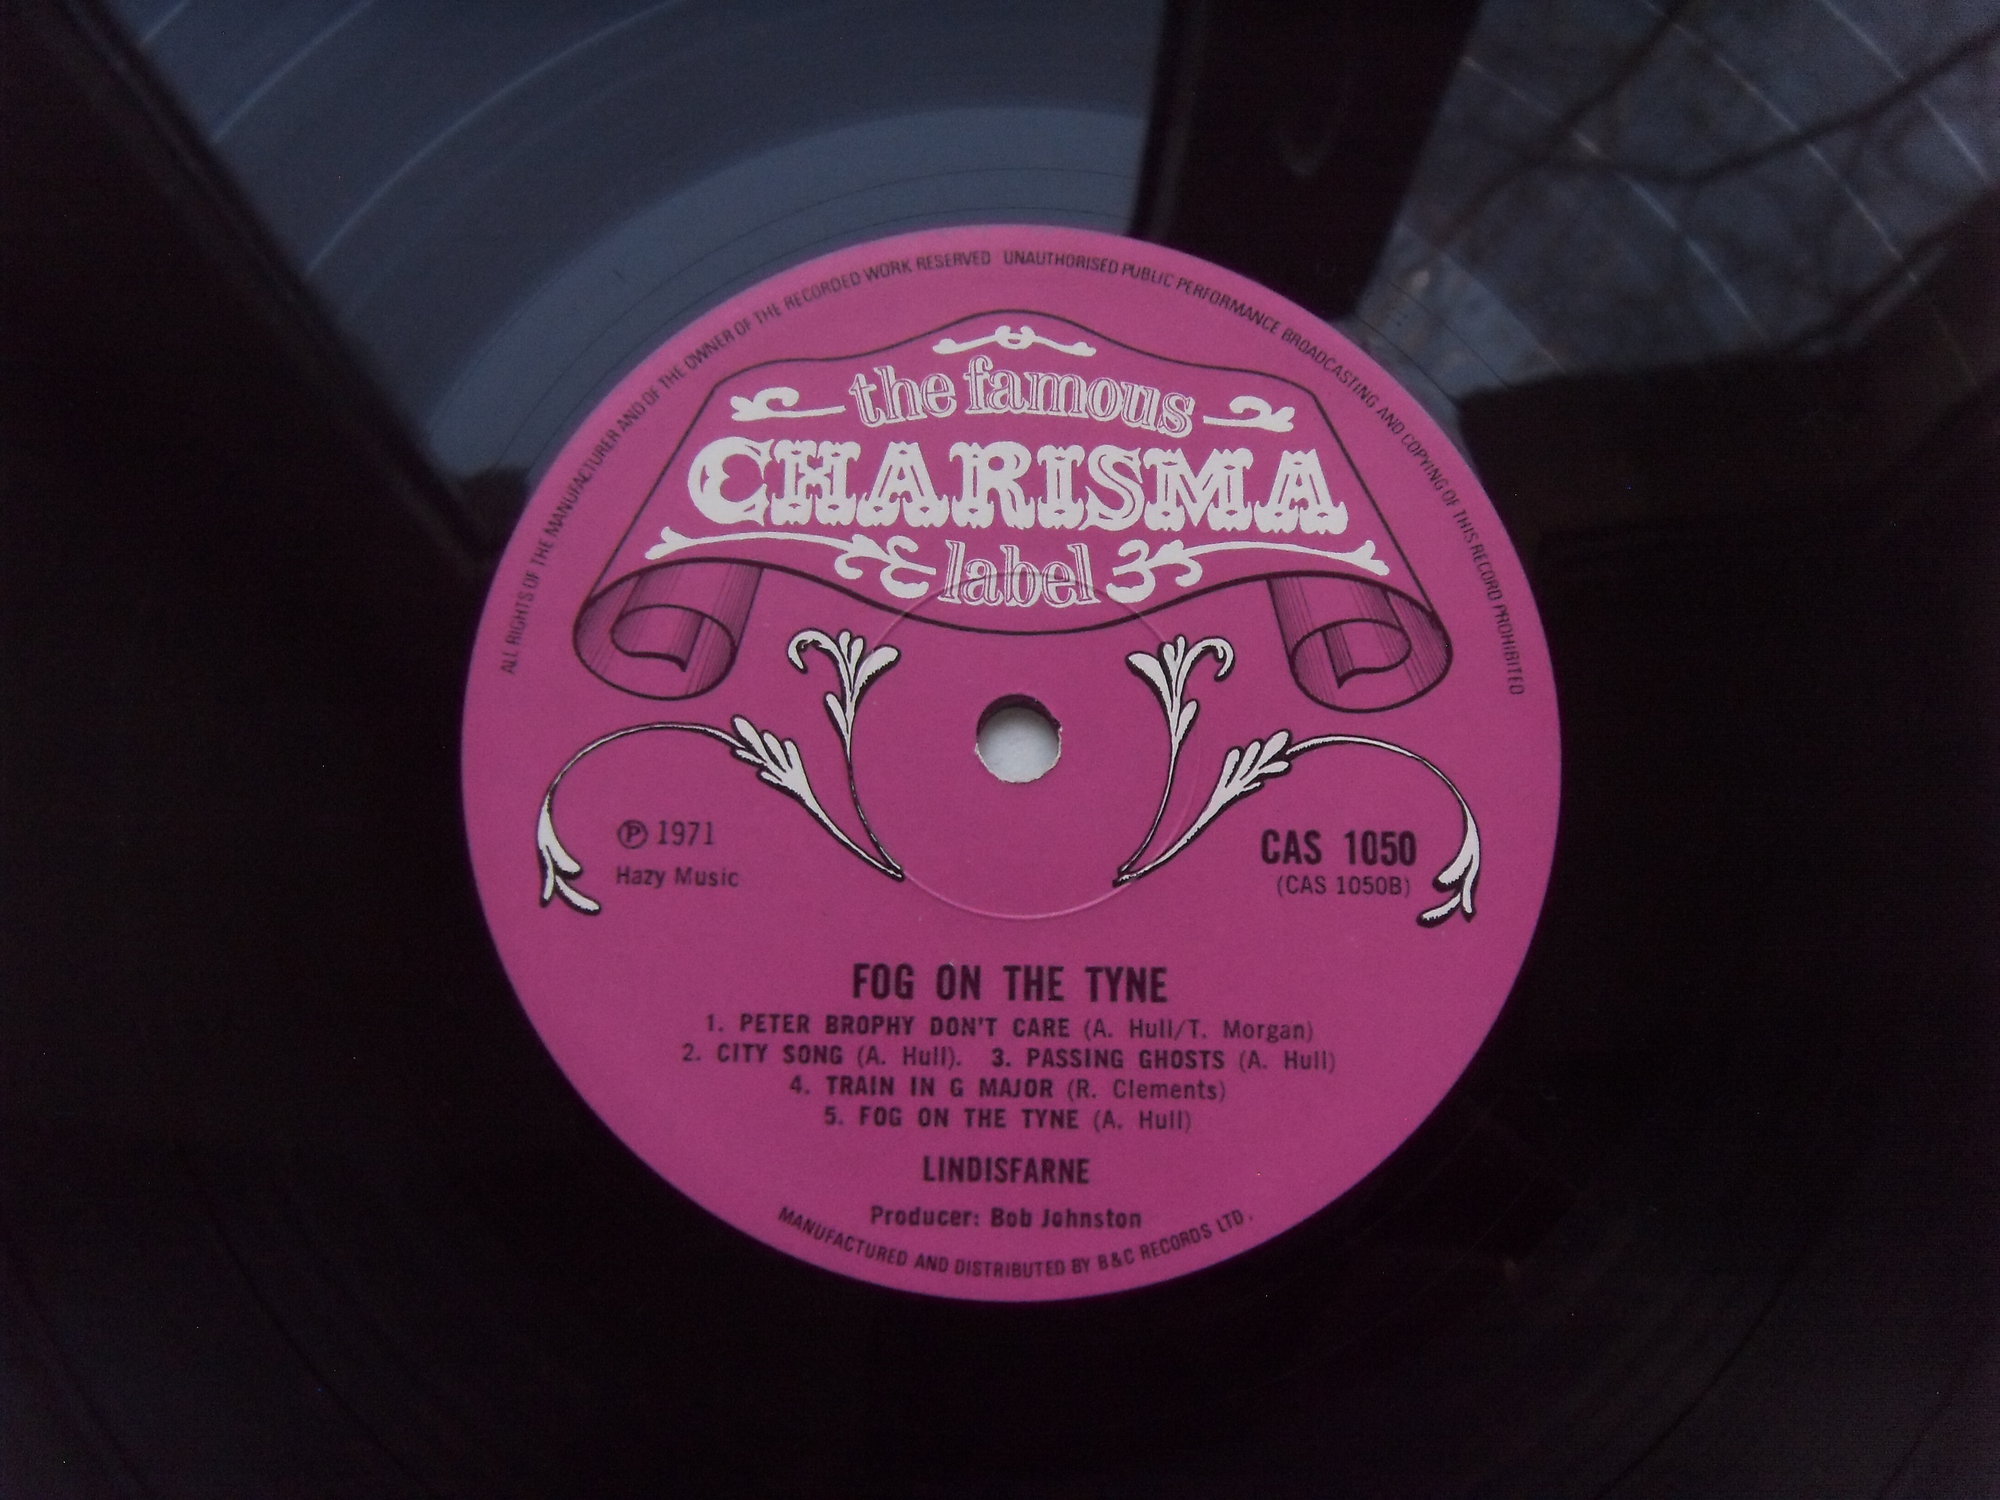 ALL RIGHTS OF THE MANUFACTURER AND OF THE OWNER OF THE RECORDED WORK RESERVED UNAUTHORISED PUBLIC PERFORMANCE BROADCASTING AND COPYING OF THIS RECORD PROHIBITED
the famous
CHARISMA
label
Ⓟ 1971
Hazy Music
CAS 1050
(CAS 1050B)
FOG ON THE TYNE
1. PETER BROPHY DON'T CARE (A. Hull/T. Morgan)
2. CITY SONG (A. Hull). 3. PASSING GHOSTS (A. Hull)
4. TRAIN IN G MAJOR (R. Clements)
5. FOG ON THE TYNE (A. Hull)
LINDISFARNE
Producer: Bob Johnston
MANUFACTURED AND DISTRIBUTED BY B&C RECORDS LTD.